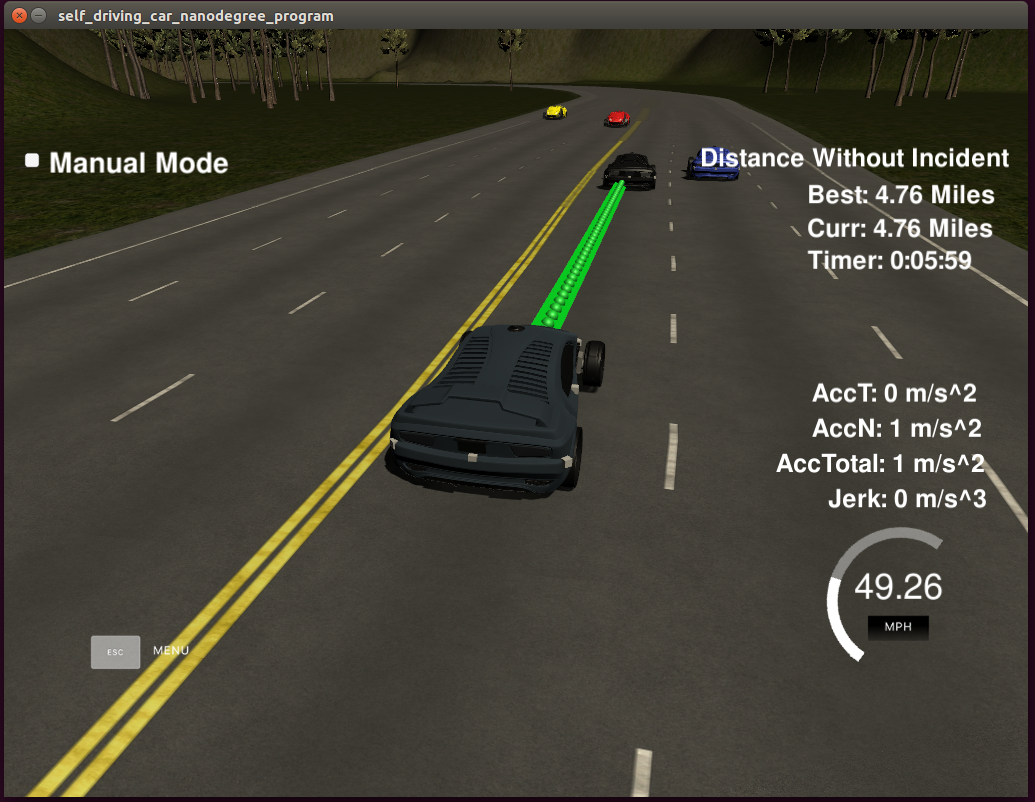 self_driving_car_nanodegree_program
Manual Mode
Distance Without Incident
Best: 4.76 Miles
Curr: 4.76 Miles
Timer: 0:05:59
AccT: 0 m/s^2
AccN: 1 m/s^2
AccTotal: 1 m/s^2
Jerk: 0 m/s^3
49.26
MPH
ESC MENU